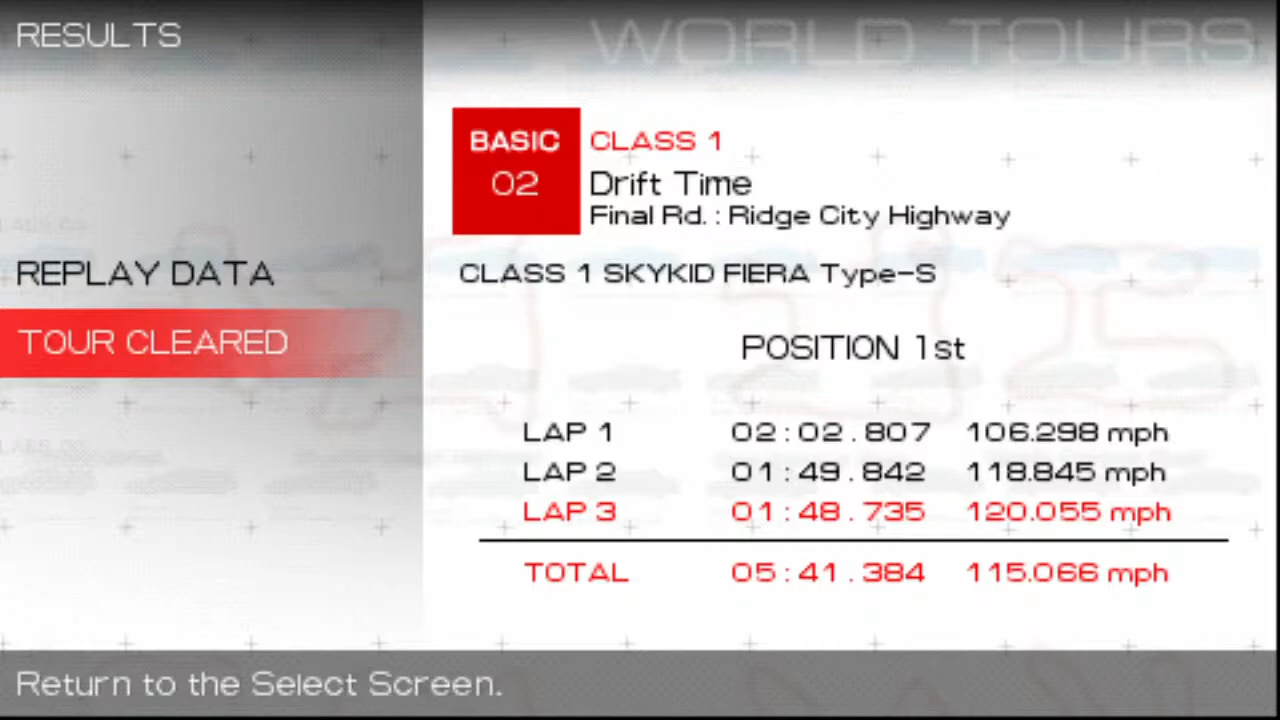 RESULTS
WORLD TOURS
BASIC
02
CLASS 1
Drift Time
Final Rd. : Ridge City Highway
REPLAY DATA
TOUR CLEARED
CLASS 1 SKYKID FIERA Type-S
POSITION 1st
LAP 1 02:02.807 106.298 mph
LAP 2 01:49.842 118.845 mph
LAP 3 01:48.735 120.055 mph
TOTAL 05:41.384 115.066 mph
Return to the Select Screen.